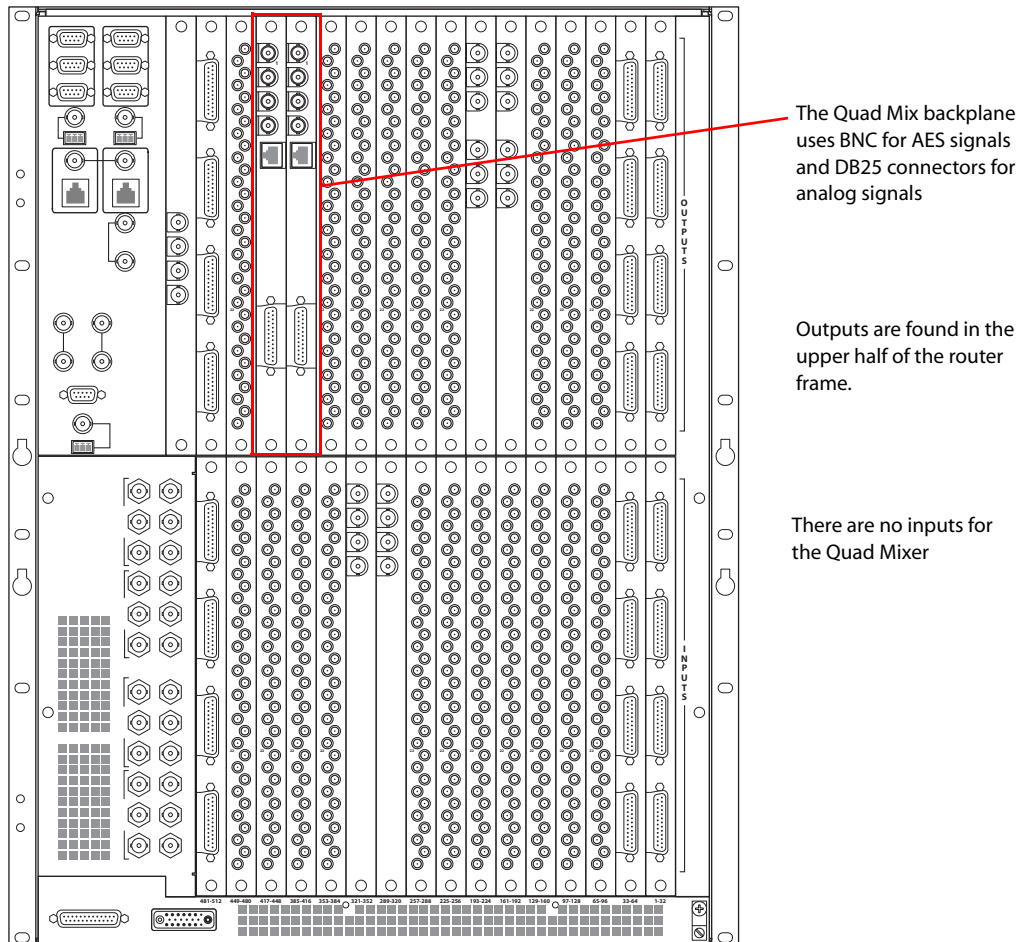 The Quad Mix backplane
uses BNC for AES signals
and DB25 connectors for
analog signals
OUTPUTS
Outputs are found in the
upper half of the router
frame.
There are no inputs for
the Quad Mixer
INPUTS
481-512 449-480 417-448 385-416 353-384 321-352 289-320 257-288 225-256 193-224 161-192 129-160 97-128 65-96 33-64 1-32